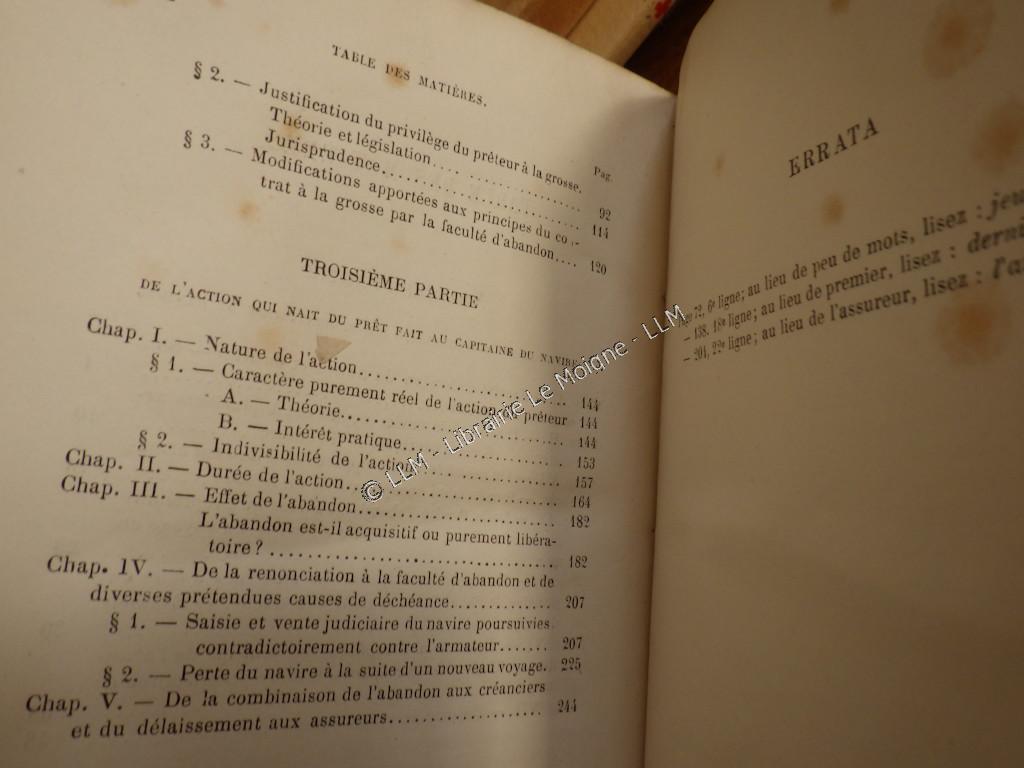 TABLE DES MATIÈRES.
Pag.
§ 2. — Justification du privilège du prêteur à la grosse.
Théorie et législation.... .................. 92
Jurisprudence............................ 114
§ 3. — Modifications apportées aux principes du co.-
trat à la grosse par la faculté d'abandon.... 120
TROISIÈME PARTIE
DE L'ACTION QUI NAIT DU PRÊT FAIT AU CAPITAINE DU NAVIRE
Chap. I. — Nature de l'action......................... 144
§ 1. — Caractère purement réel de l'action du prêteur 144
A. — Théorie........................ 144
B. — Intérêt pratique.................. 153
§ 2. — Indivisibilité de l'action................. 157
Chap. II. — Durée de l'action......................... 164
Chap. III. — Effet de l'abandon....................... 182
L'abandon est-il acquisitif ou purement libéra-
toire ? ............................... 182
Chap. IV. — De la renonciation à la faculté d'abandon et de
diverses prétendues causes de déchéance............. 207
§ 1. — Saisie et vente judiciaire du navire poursuivies
contradictoirement contre l'armateur....... 207
§ 2. — Perte du navire à la suite d'un nouveau voyage. 225
Chap. V. — De la combinaison de l'abandon aux créanciers
et du délaissement aux assureurs.................. 244
ERRATA
72, 6e ligne; au lieu de peu de mots, lisez : jeu
— 138, 18e ligne; au lieu de premier, lisez : derni
— 204, 22e ligne; au lieu de l'assureur, lisez : l'a
© LLM - Librairie Le Moigne - LLM